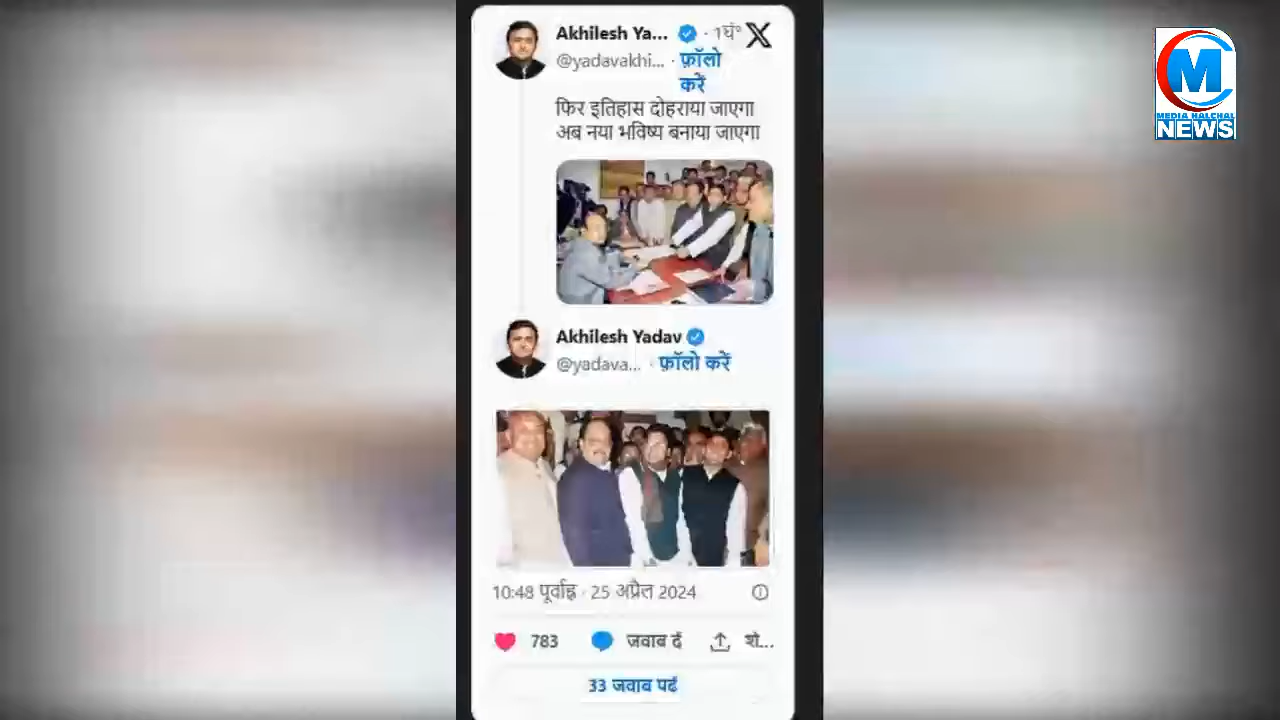 Akhilesh Ya... · 1घं°
@yadavakhi... · फ़ॉलो करें
फिर इतिहास दोहराया जाएगा
अब नया भविष्य बनाया जाएगा
Akhilesh Yadav
@yadava... · फ़ॉलो करें
10:48 पूर्वाह्न · 25 अप्रैल 2024
783 जवाब दें शे...
33 जवाब पढ़ें
M
MEDIA HALCHAL
NEWS